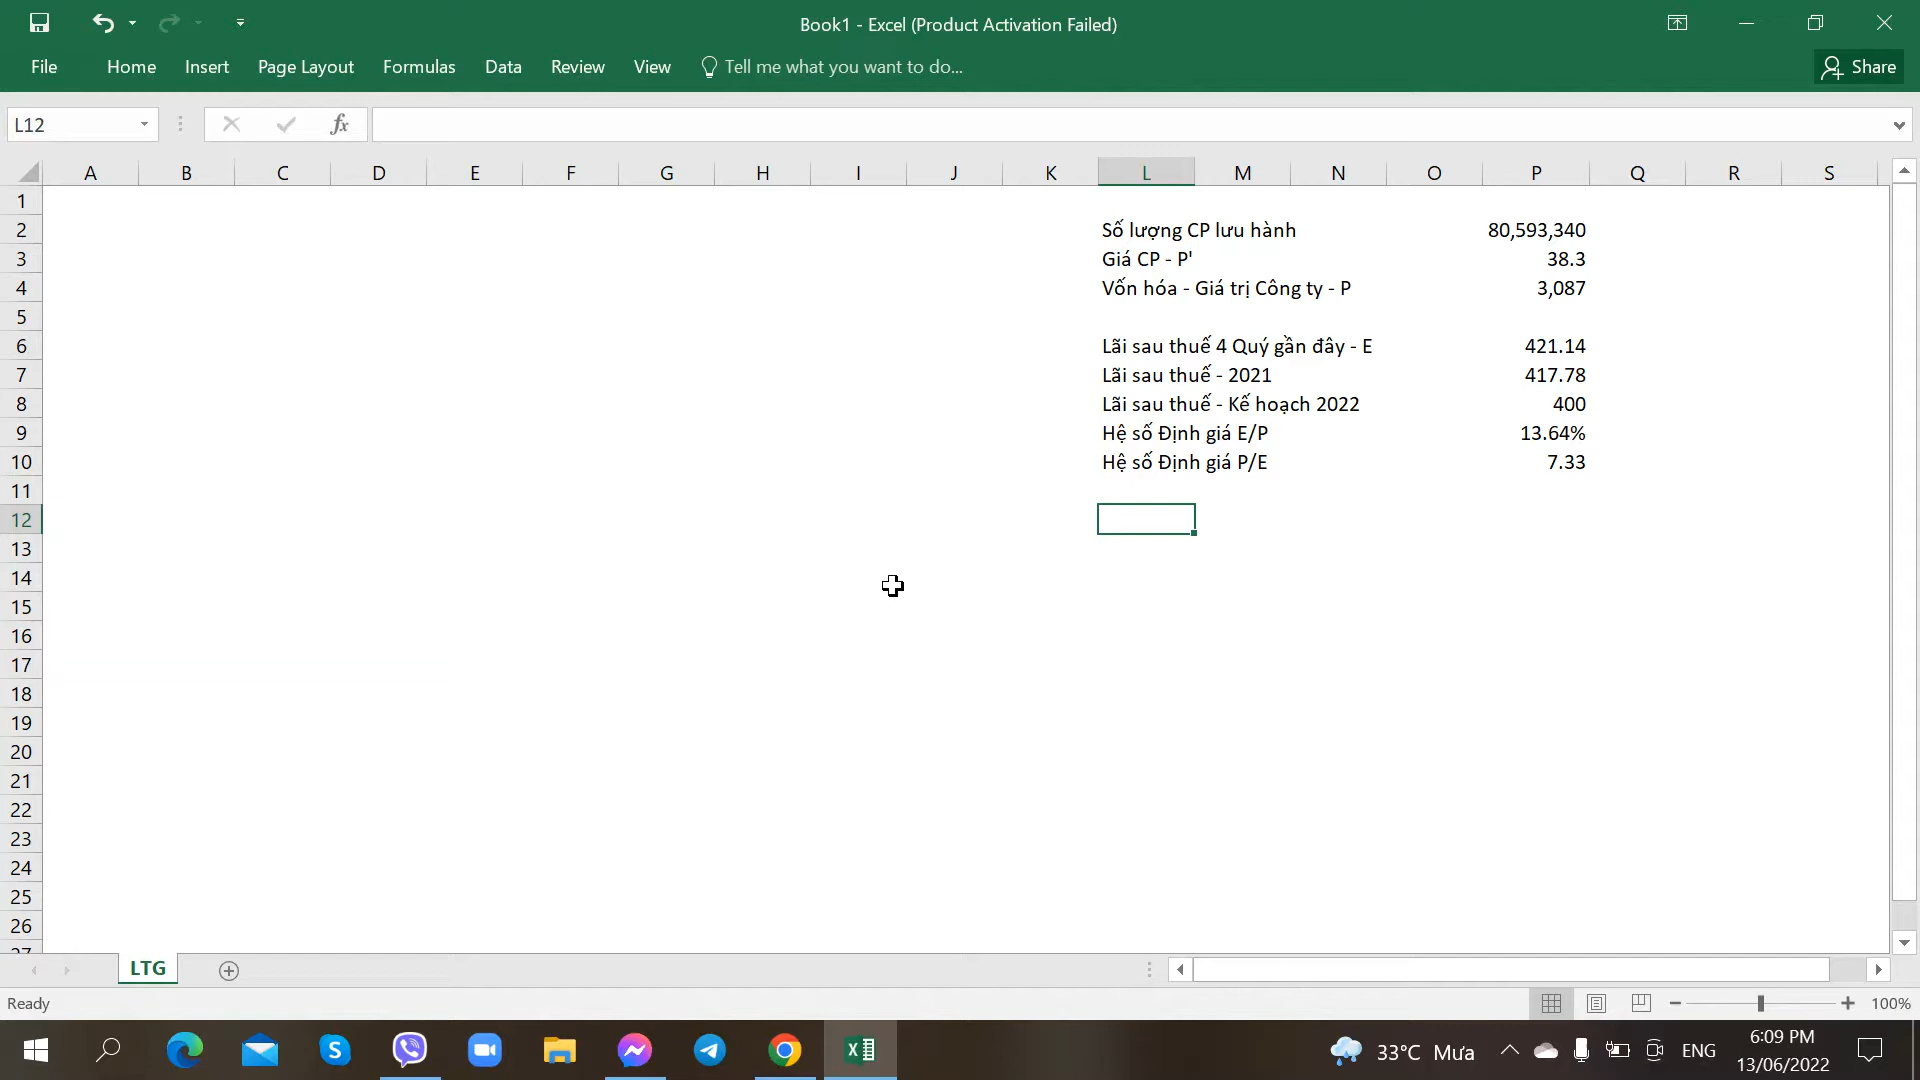 Book1 - Excel (Product Activation Failed)
File Home Insert Page Layout Formulas Data Review View Tell me what you want to do... Share
L12 fx
A B C D E F G H I J K L M N O P Q R S
1
2 Số lượng CP lưu hành 80,593,340
3 Giá CP - P' 38.3
4 Vốn hóa - Giá trị Công ty - P 3,087
5
6 Lãi sau thuế 4 Quý gần đây - E 421.14
7 Lãi sau thuế - 2021 417.78
8 Lãi sau thuế - Kế hoạch 2022 400
9 Hệ số Định giá E/P 13.64%
10 Hệ số Định giá P/E 7.33
11
12
13
14
15
16
17
18
19
20
21
22
23
24
25
26
27
LTG
Ready 100%
33°C Mưa ENG 6:09 PM
13/06/2022